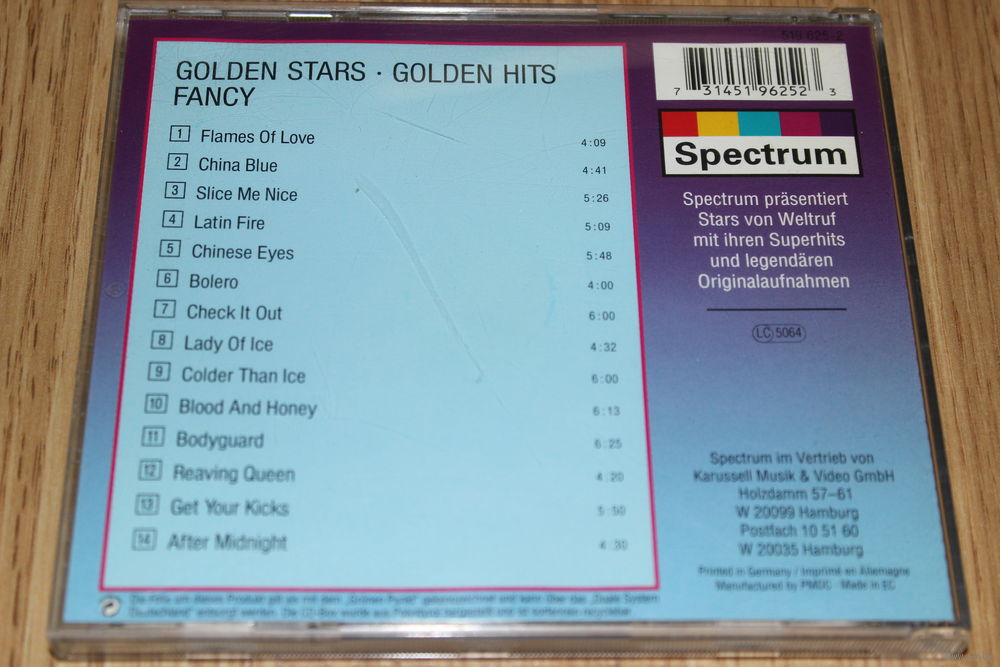 519 625-2
GOLDEN STARS · GOLDEN HITS
FANCY
1 Flames Of Love 4:09
2 China Blue 4:41
3 Slice Me Nice 5:26
4 Latin Fire 5:09
5 Chinese Eyes 5:48
6 Bolero 4:00
7 Check It Out 6:00
8 Lady Of Ice 4:32
9 Colder Than Ice 6:00
10 Blood And Honey 6:13
11 Bodyguard 6:25
12 Reaving Queen 4:20
13 Get Your Kicks
14 After Midnight 4:30
7 31451 96252 3
Spectrum
Spectrum präsentiert
Stars von Weltruf
mit ihren Superhits
und legendären
Originalaufnahmen
LC 5064
Spectrum im Vertrieb von
Karussell Musik & Video GmbH
Holzdamm 57–61
W 20099 Hamburg
Postfach 10 51 60
W 20035 Hamburg
Printed in Germany / Imprimé en Allemagne
Manufactured by PMDC · Made in EC